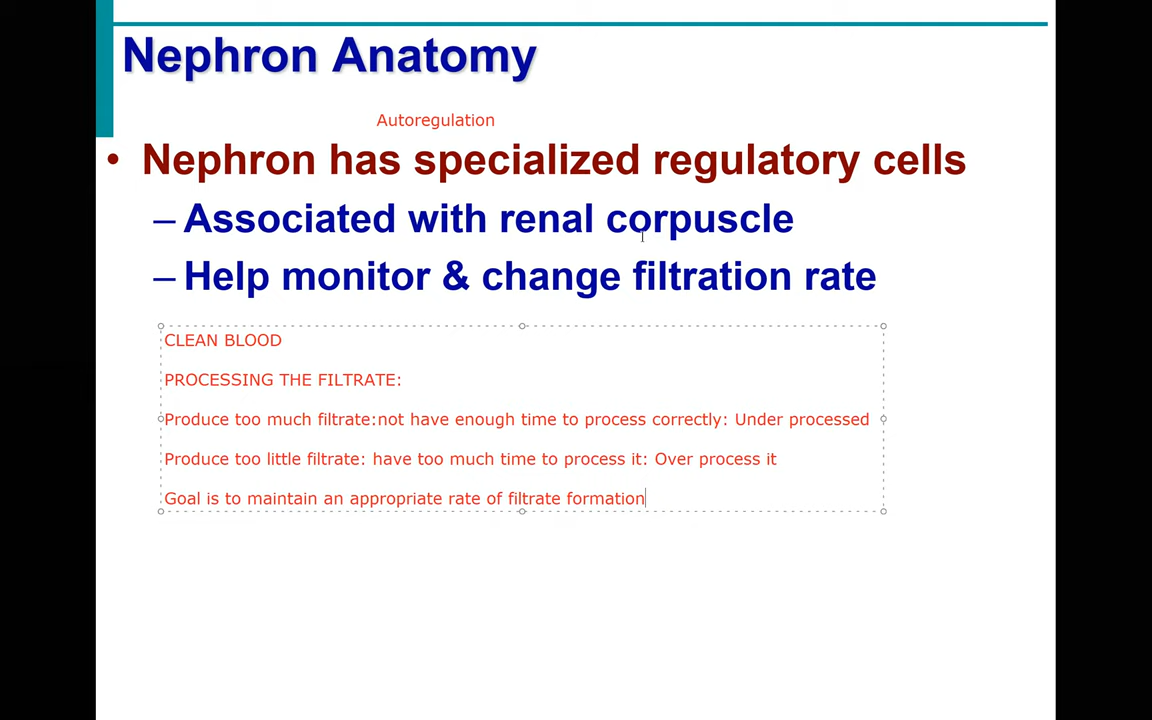 Nephron Anatomy
Autoregulation
• Nephron has specialized regulatory cells
– Associated with renal corpuscle
– Help monitor & change filtration rate
CLEAN BLOOD
PROCESSING THE FILTRATE:
Produce too much filtrate:not have enough time to process correctly: Under processed
Produce too little filtrate: have too much time to process it: Over process it
Goal is to maintain an appropriate rate of filtrate formation